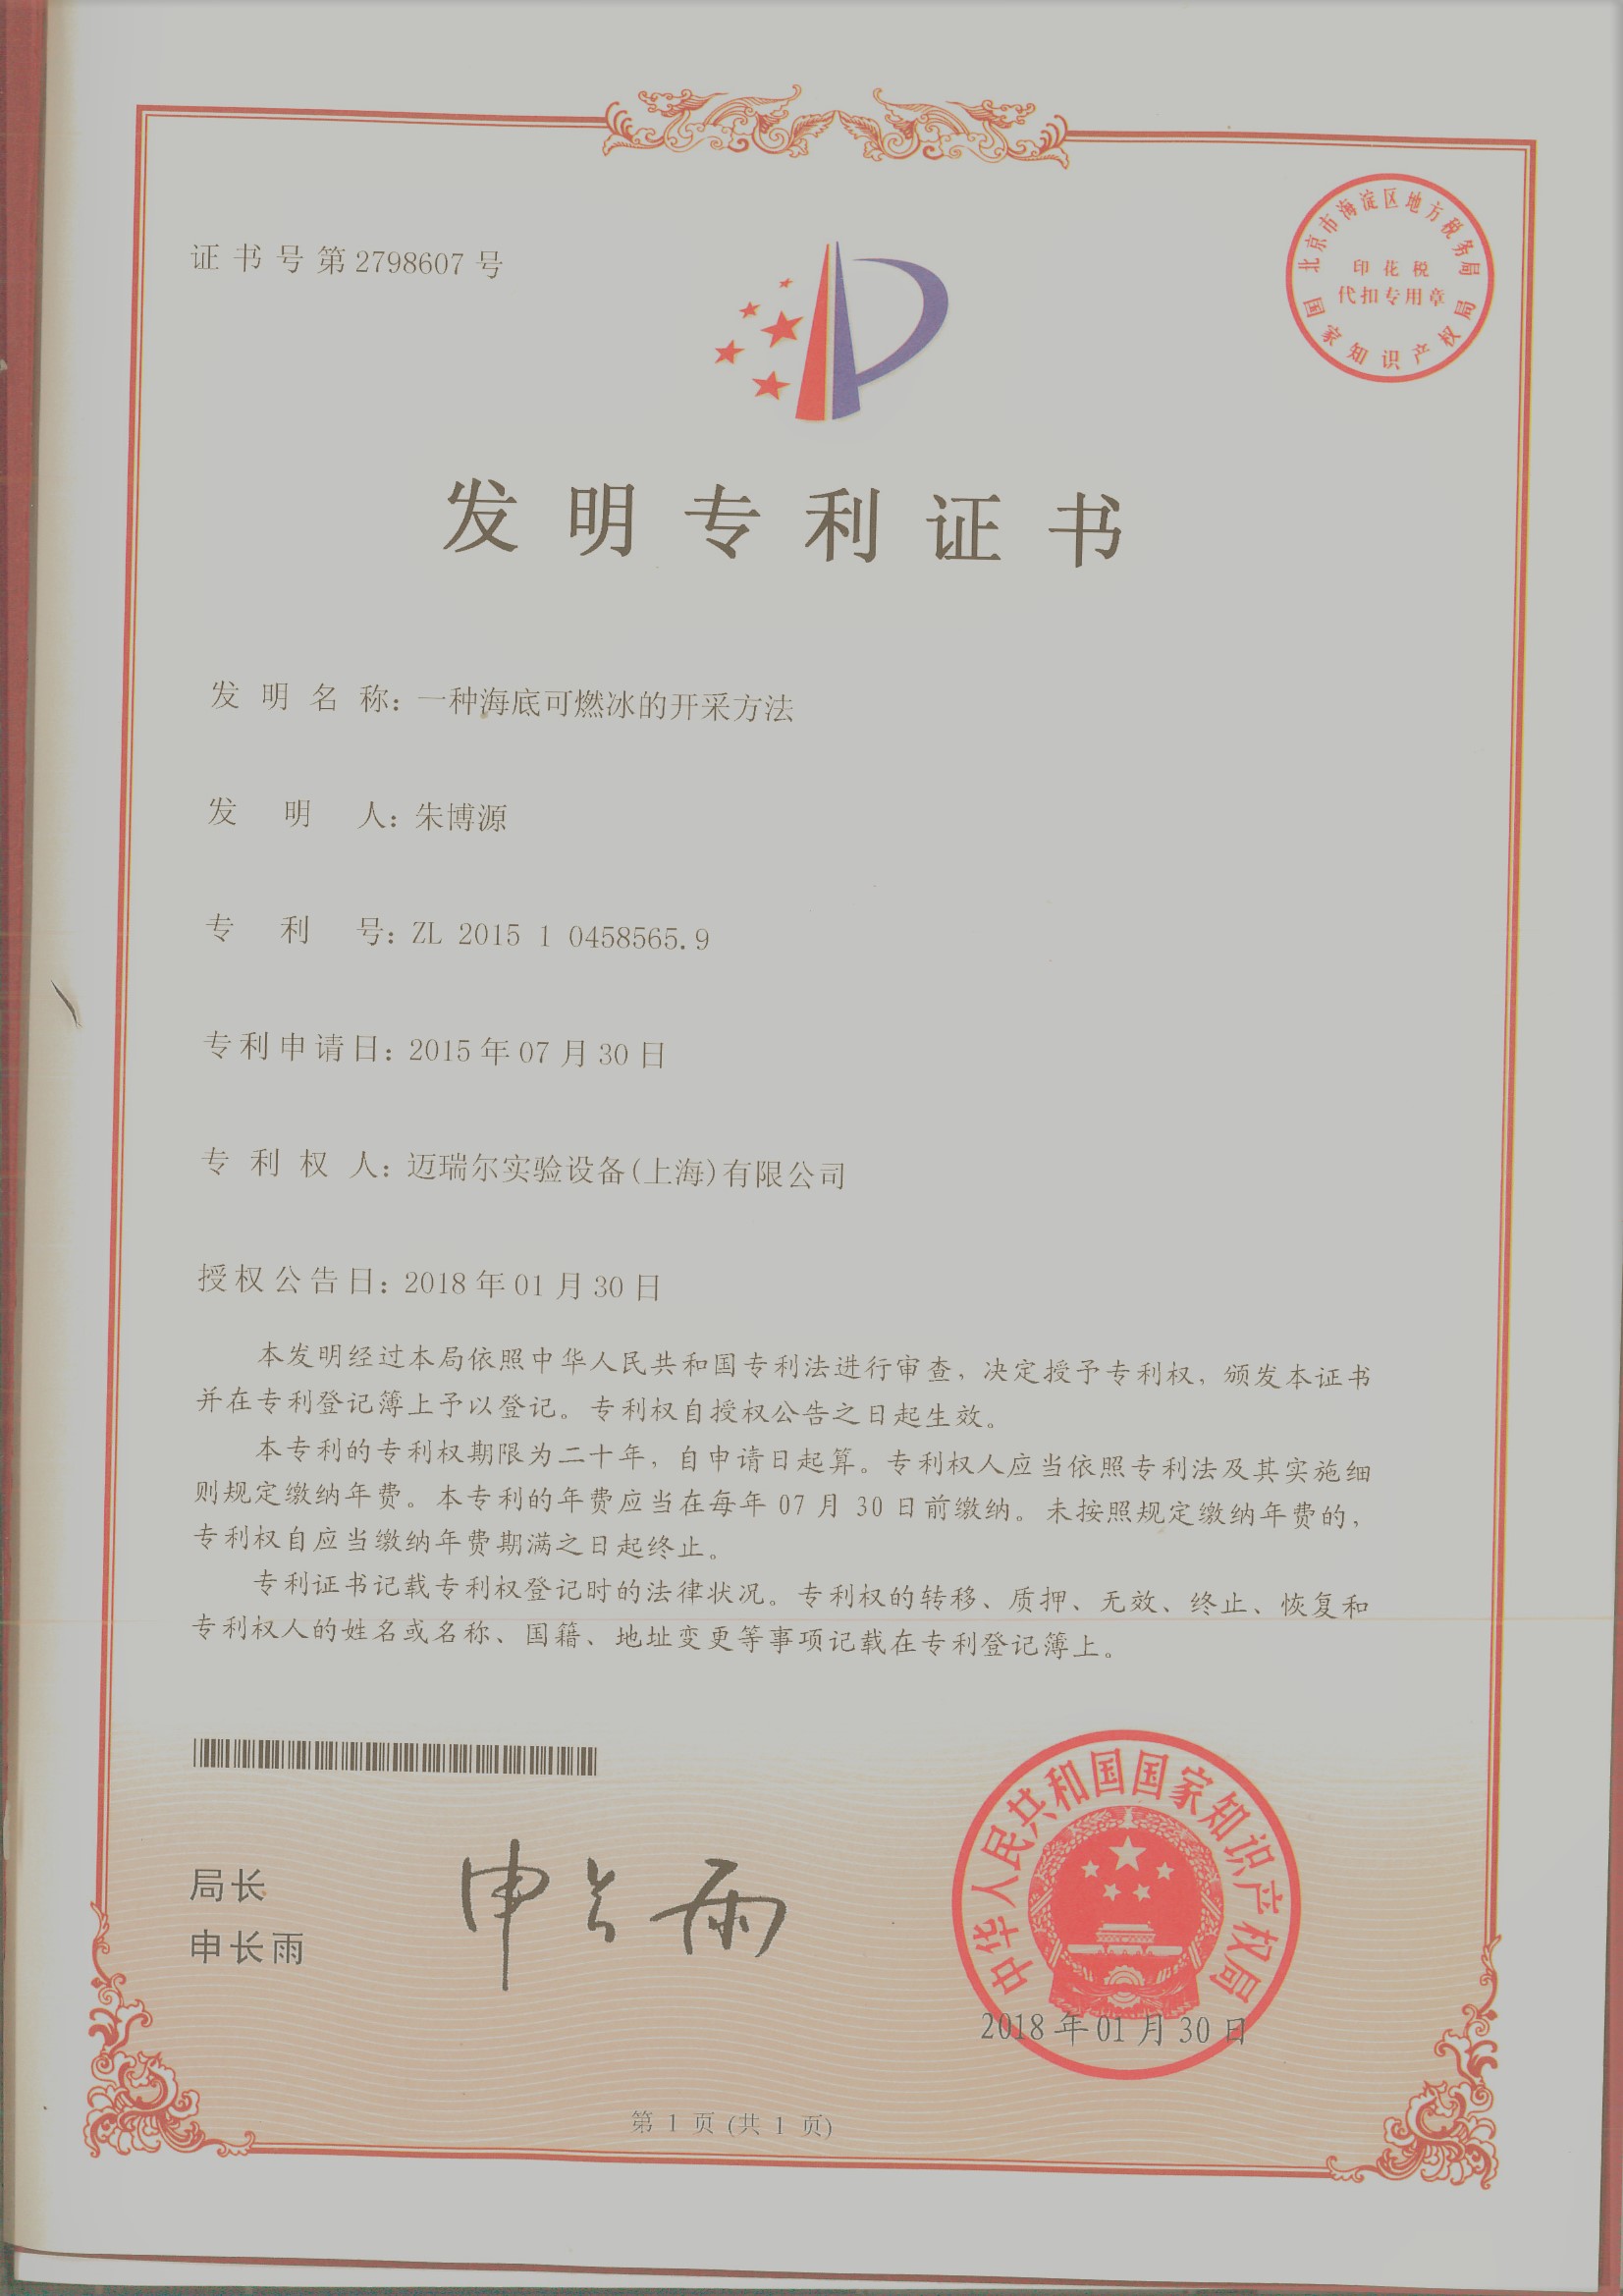 证书号第2798607号
北京市海淀区地方税务局
印花税
代扣专用章
国家知识产权局
发明专利证书
发明名称：一种海底可燃冰的开采方法
发明人：朱博源
专利号：ZL 2015 1 0458565.9
专利申请日：2015年07月30日
专利权人：迈瑞尔实验设备(上海)有限公司
授权公告日：2018年01月30日
本发明经过本局依照中华人民共和国专利法进行审查，决定授予专利权，颁发本证书
并在专利登记簿上予以登记。专利权自授权公告之日起生效。
本专利的专利权期限为二十年，自申请日起算。专利权人应当依照专利法及其实施细
则规定缴纳年费。本专利的年费应当在每年07月30日前缴纳。未按照规定缴纳年费的，
专利权自应当缴纳年费期满之日起终止。
专利证书记载专利权登记时的法律状况。专利权的转移、质押、无效、终止、恢复和
专利权人的姓名或名称、国籍、地址变更等事项记载在专利登记簿上。
局长
申长雨
申长雨
中华人民共和国国家知识产权局
2018年01月30日
第 1 页 (共 1 页)